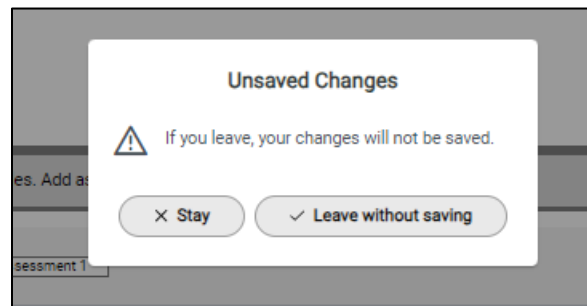 Unsaved Changes
If you leave, your changes will not be saved.
es. Add as
Stay
Leave without saving
sessment 1